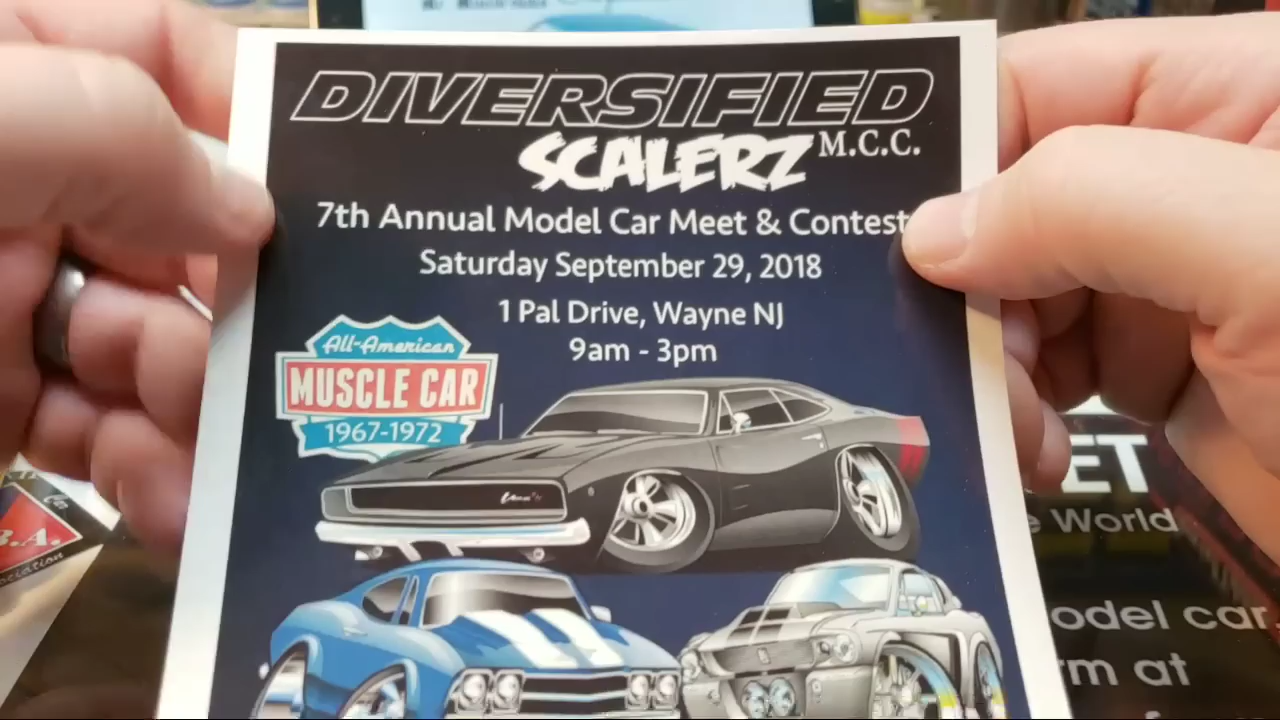 DIVERSIFIED
SCALERZ M.C.C.
7th Annual Model Car Meet & Contest
Saturday September 29, 2018
1 Pal Drive, Wayne NJ
9am - 3pm
All-American
MUSCLE CAR
1967-1972
B.A.
ET
World
odel car
m at